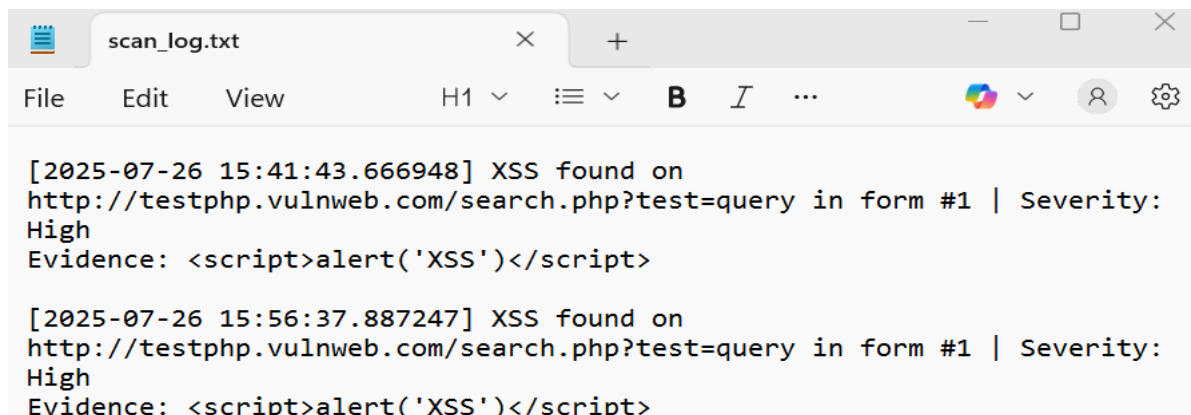 scan_log.txt
File Edit View H1 B I ...
[2025-07-26 15:41:43.666948] XSS found on
http://testphp.vulnweb.com/search.php?test=query in form #1 | Severity:
High
Evidence: <script>alert('XSS')</script>
[2025-07-26 15:56:37.887247] XSS found on
http://testphp.vulnweb.com/search.php?test=query in form #1 | Severity:
High
Evidence: <script>alert('XSS')</script>